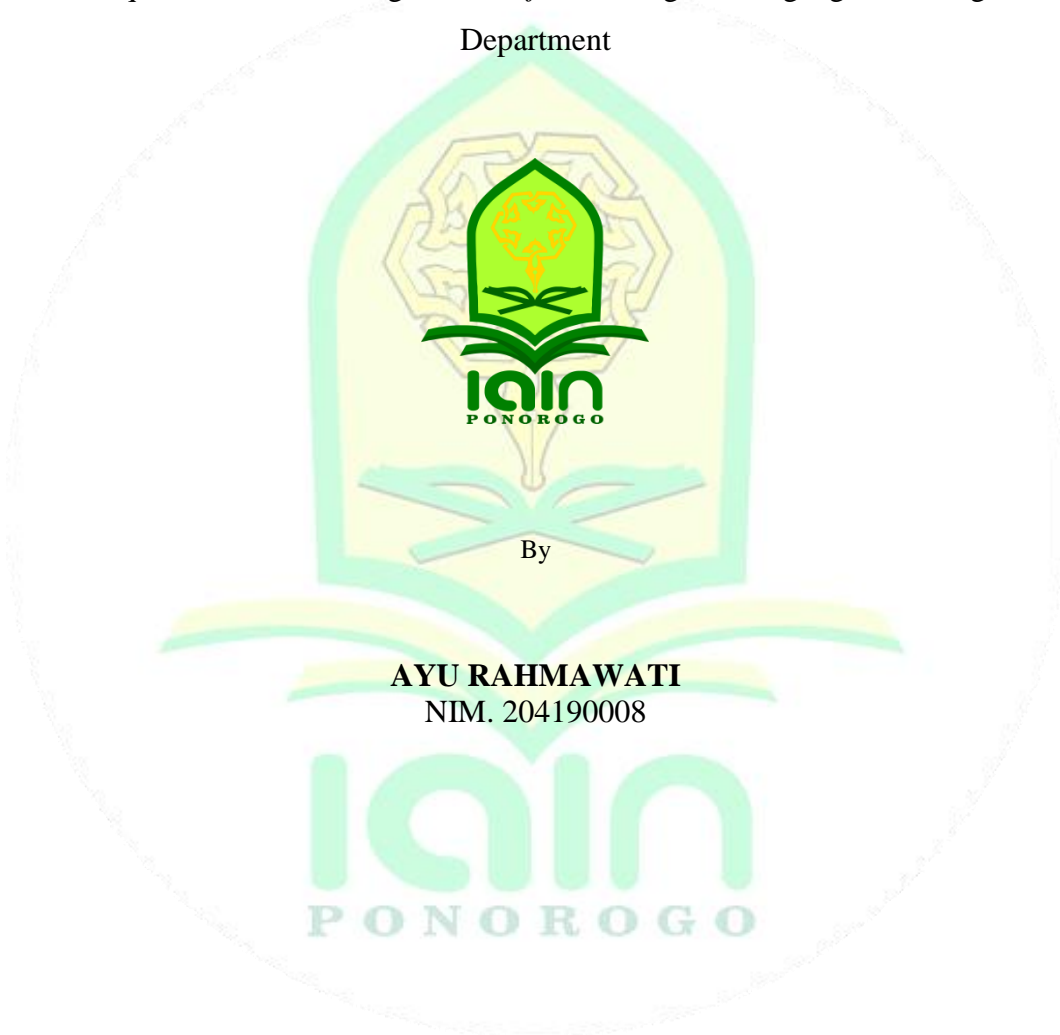 Department
IaIn
PONOROGO
By
AYU RAHMAWATI
NIM. 204190008
IaIn
PONOROGO